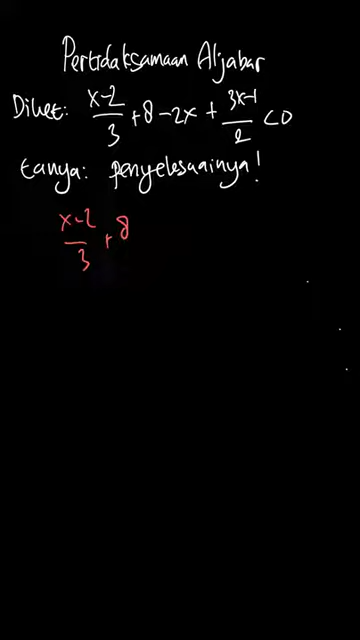 Pertidaksamaan Aljabar
Diket: x-2/3 + 8 - 2x + 3x-1/2 < 0
tanya: penyelesaiannya!
x-2/3 + 8